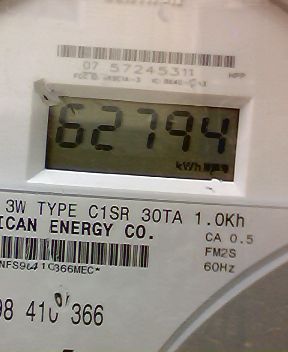 07 57245311
62794
kWh
3W TYPE C1SR 30TA 1.0Kh
ICAN ENERGY CO.
CA 0.5
FM2S
60Hz
98 410 366